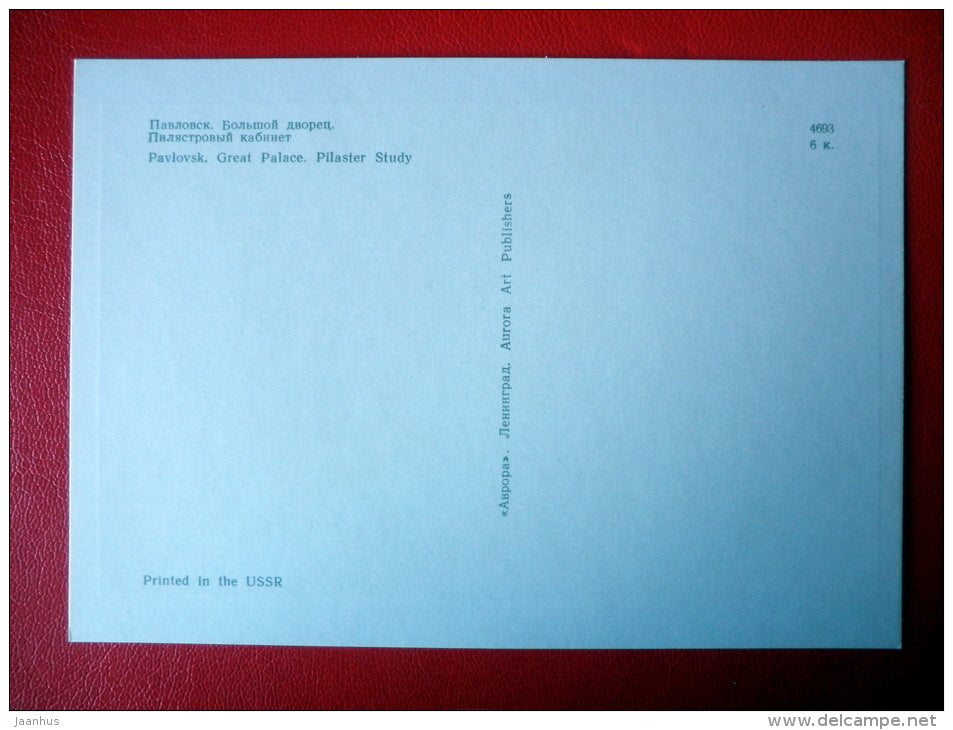 Павловск. Большой дворец.
Пилястровый кабинет
Pavlovsk. Great Palace. Pilaster Study
4693
6 к.
«Аврора». Ленинград. Aurora Art Publishers
Printed in the USSR
jaanhus
www.delcampe.net